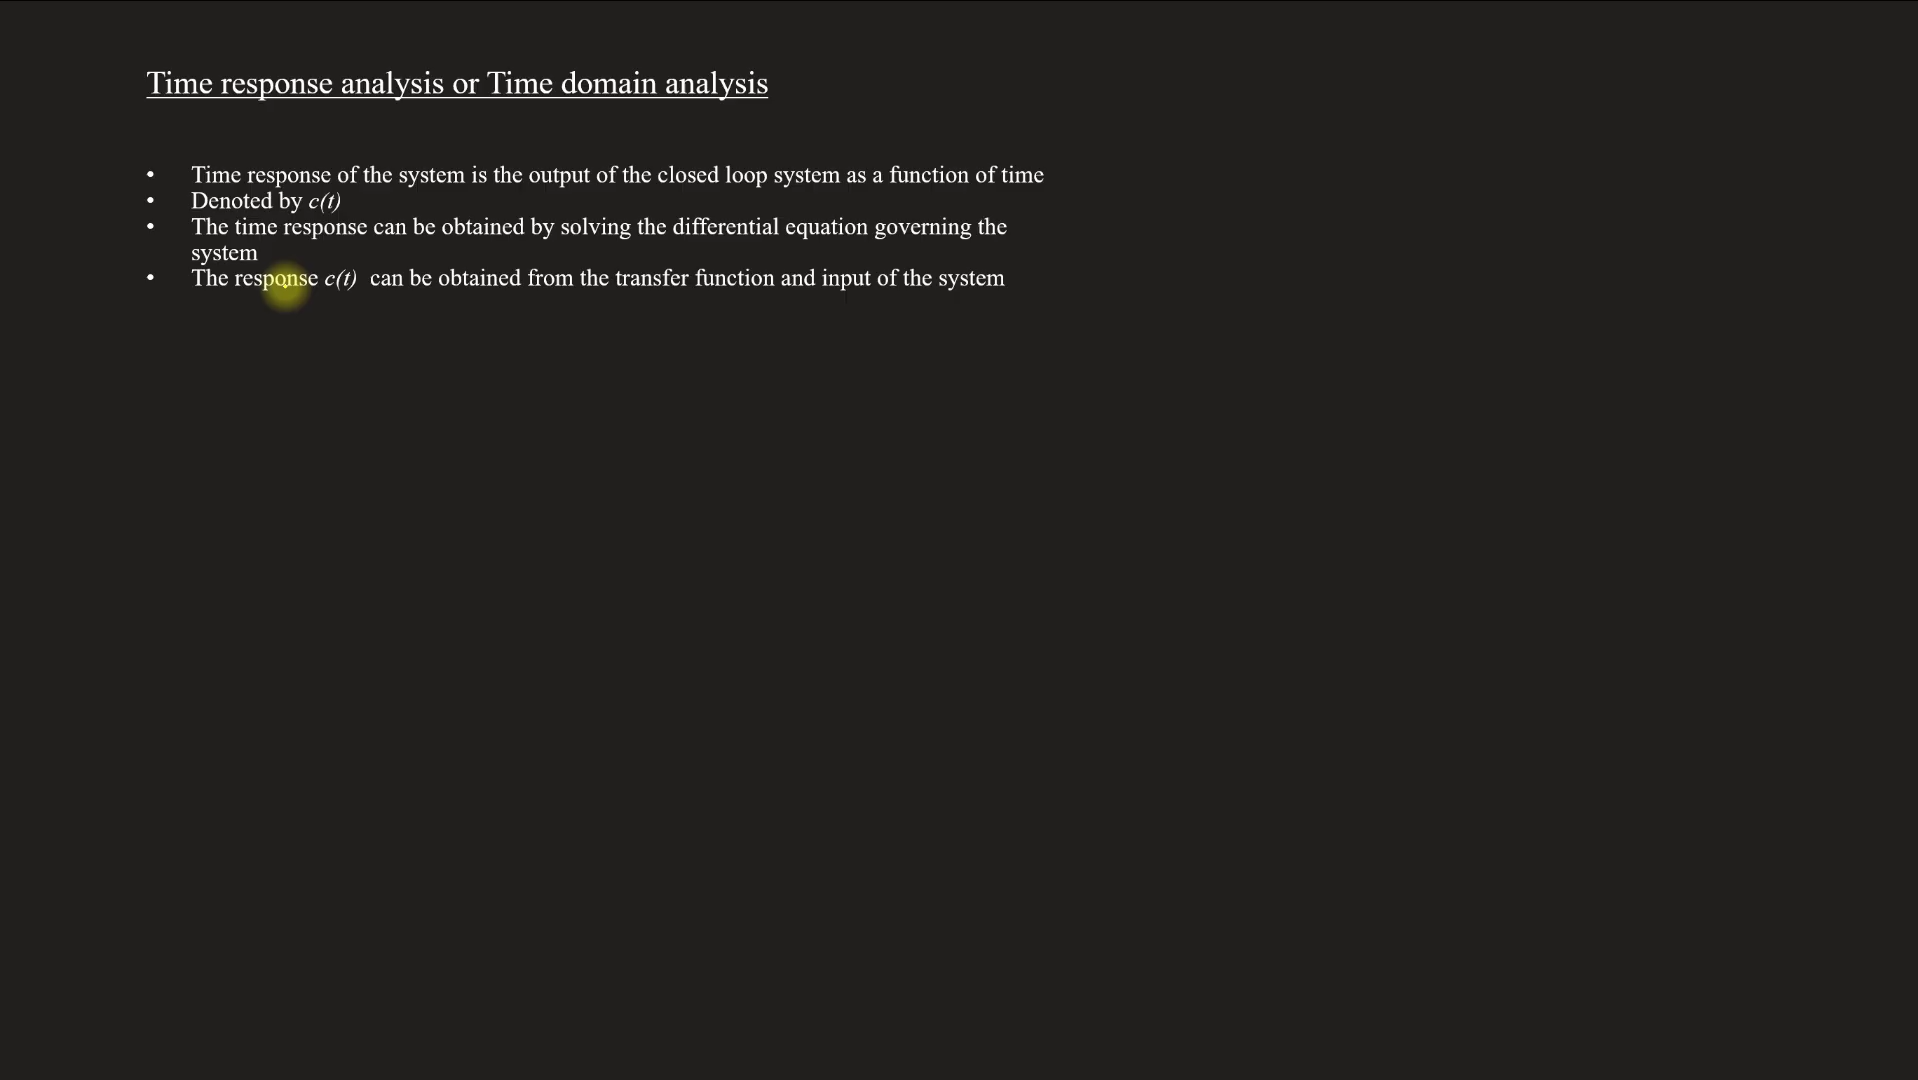 Time response analysis or Time domain analysis
• Time response of the system is the output of the closed loop system as a function of time
• Denoted by c(t)
• The time response can be obtained by solving the differential equation governing the
system
• The response c(t) can be obtained from the transfer function and input of the system